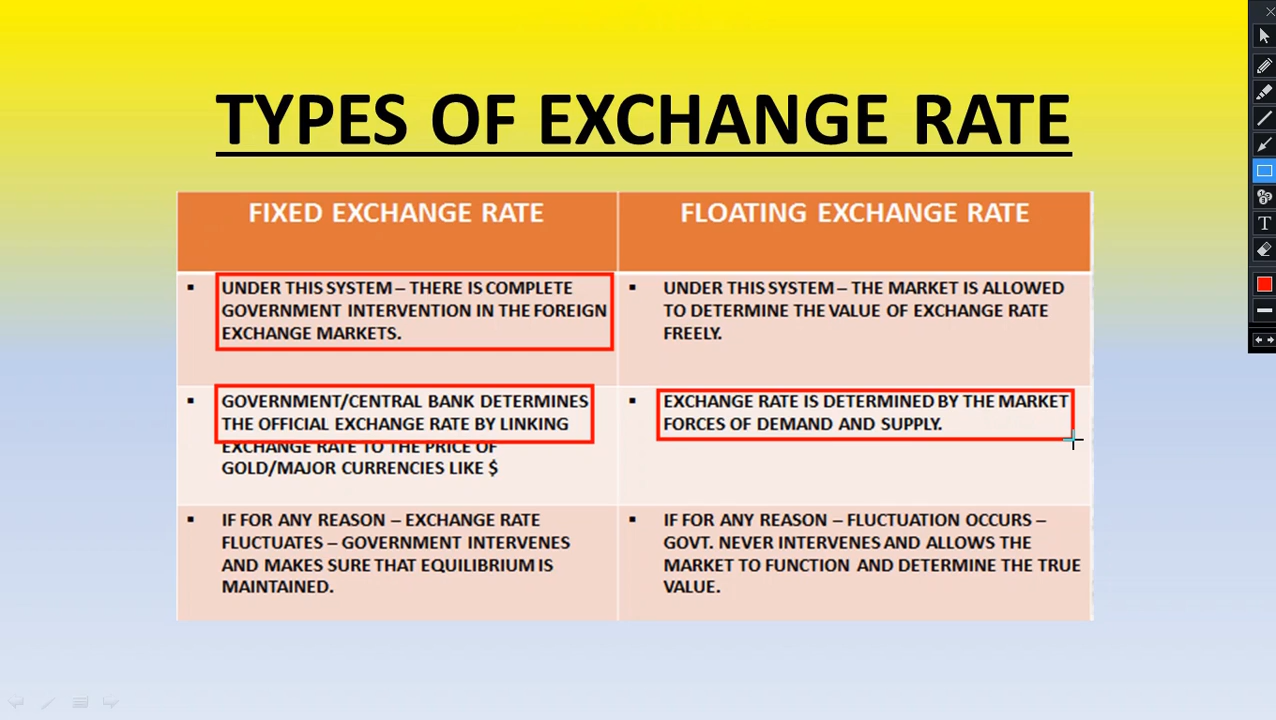 TYPES OF EXCHANGE RATE
FIXED EXCHANGE RATE
FLOATING EXCHANGE RATE
▪ UNDER THIS SYSTEM – THERE IS COMPLETE
GOVERNMENT INTERVENTION IN THE FOREIGN
EXCHANGE MARKETS.
▪ UNDER THIS SYSTEM – THE MARKET IS ALLOWED
TO DETERMINE THE VALUE OF EXCHANGE RATE
FREELY.
▪ GOVERNMENT/CENTRAL BANK DETERMINES
THE OFFICIAL EXCHANGE RATE BY LINKING
EXCHANGE RATE TO THE PRICE OF
GOLD/MAJOR CURRENCIES LIKE $
▪ EXCHANGE RATE IS DETERMINED BY THE MARKET
FORCES OF DEMAND AND SUPPLY.
▪ IF FOR ANY REASON – EXCHANGE RATE
FLUCTUATES – GOVERNMENT INTERVENES
AND MAKES SURE THAT EQUILIBRIUM IS
MAINTAINED.
▪ IF FOR ANY REASON – FLUCTUATION OCCURS –
GOVT. NEVER INTERVENES AND ALLOWS THE
MARKET TO FUNCTION AND DETERMINE THE TRUE
VALUE.